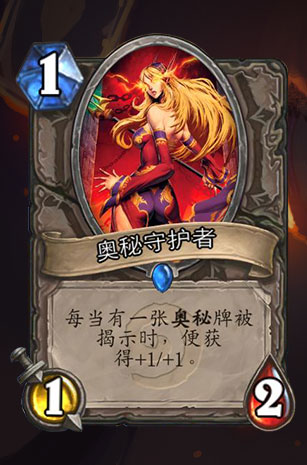 1
奥秘守护者
每当有一张奥秘牌被
揭示时，便获
得+1/+1。
1
2